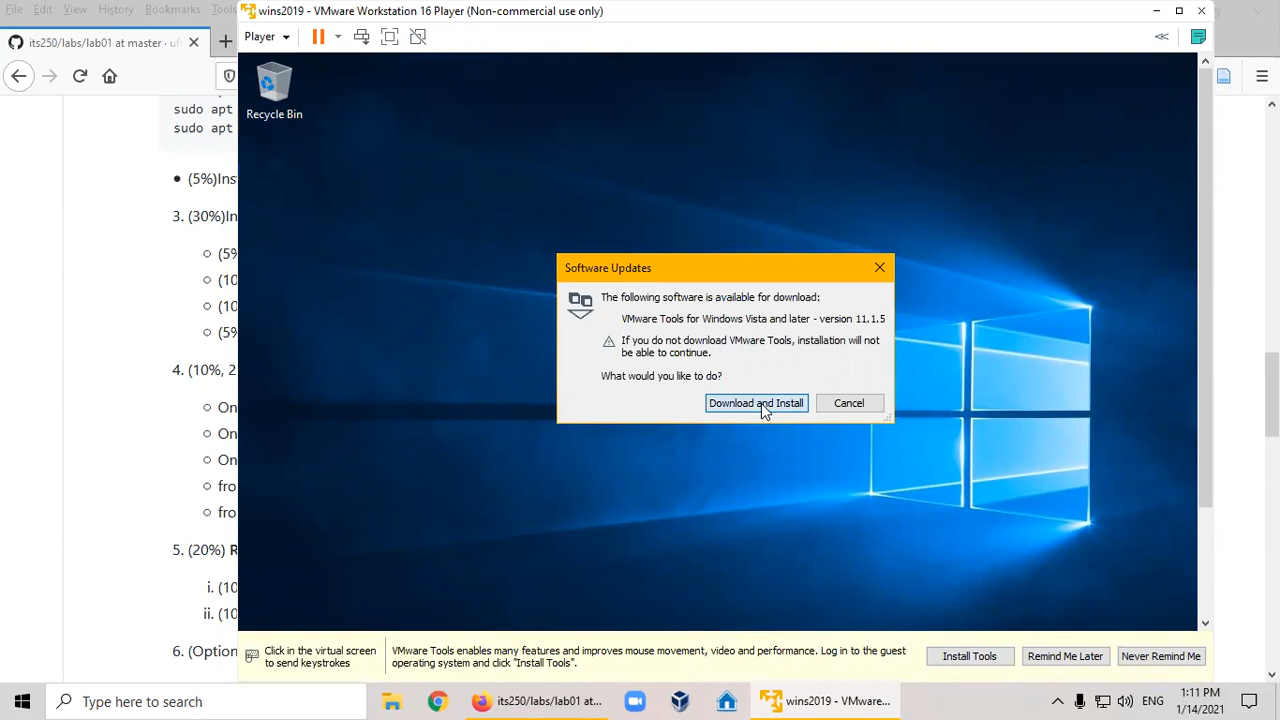 File Edit View History Bookmarks Tools
wins2019 - VMware Workstation 16 Player (Non-commercial use only)
its250/labs/lab01 at master · uf
Player
Recycle Bin
sudo apt
sudo apt
(5%)Ins
3. (30%)In
(5%
(10
(10
(5%
4. (10%, 2
On
On
On
fro
fro
5. (20%) R
i. (10
ii. (10
6. (Option
Software Updates
The following software is available for download:
VMware Tools for Windows Vista and later - version 11.1.5
If you do not download VMware Tools, installation will not
be able to continue.
What would you like to do?
Download and Install
Cancel
Click in the virtual screen
to send keystrokes
VMware Tools enables many features and improves mouse movement, video and performance. Log in to the guest
operating system and click "Install Tools".
Install Tools
Remind Me Later
Never Remind Me
Type here to search
its250/labs/lab01 at...
wins2019 - VMware...
ENG
1:11 PM
1/14/2021